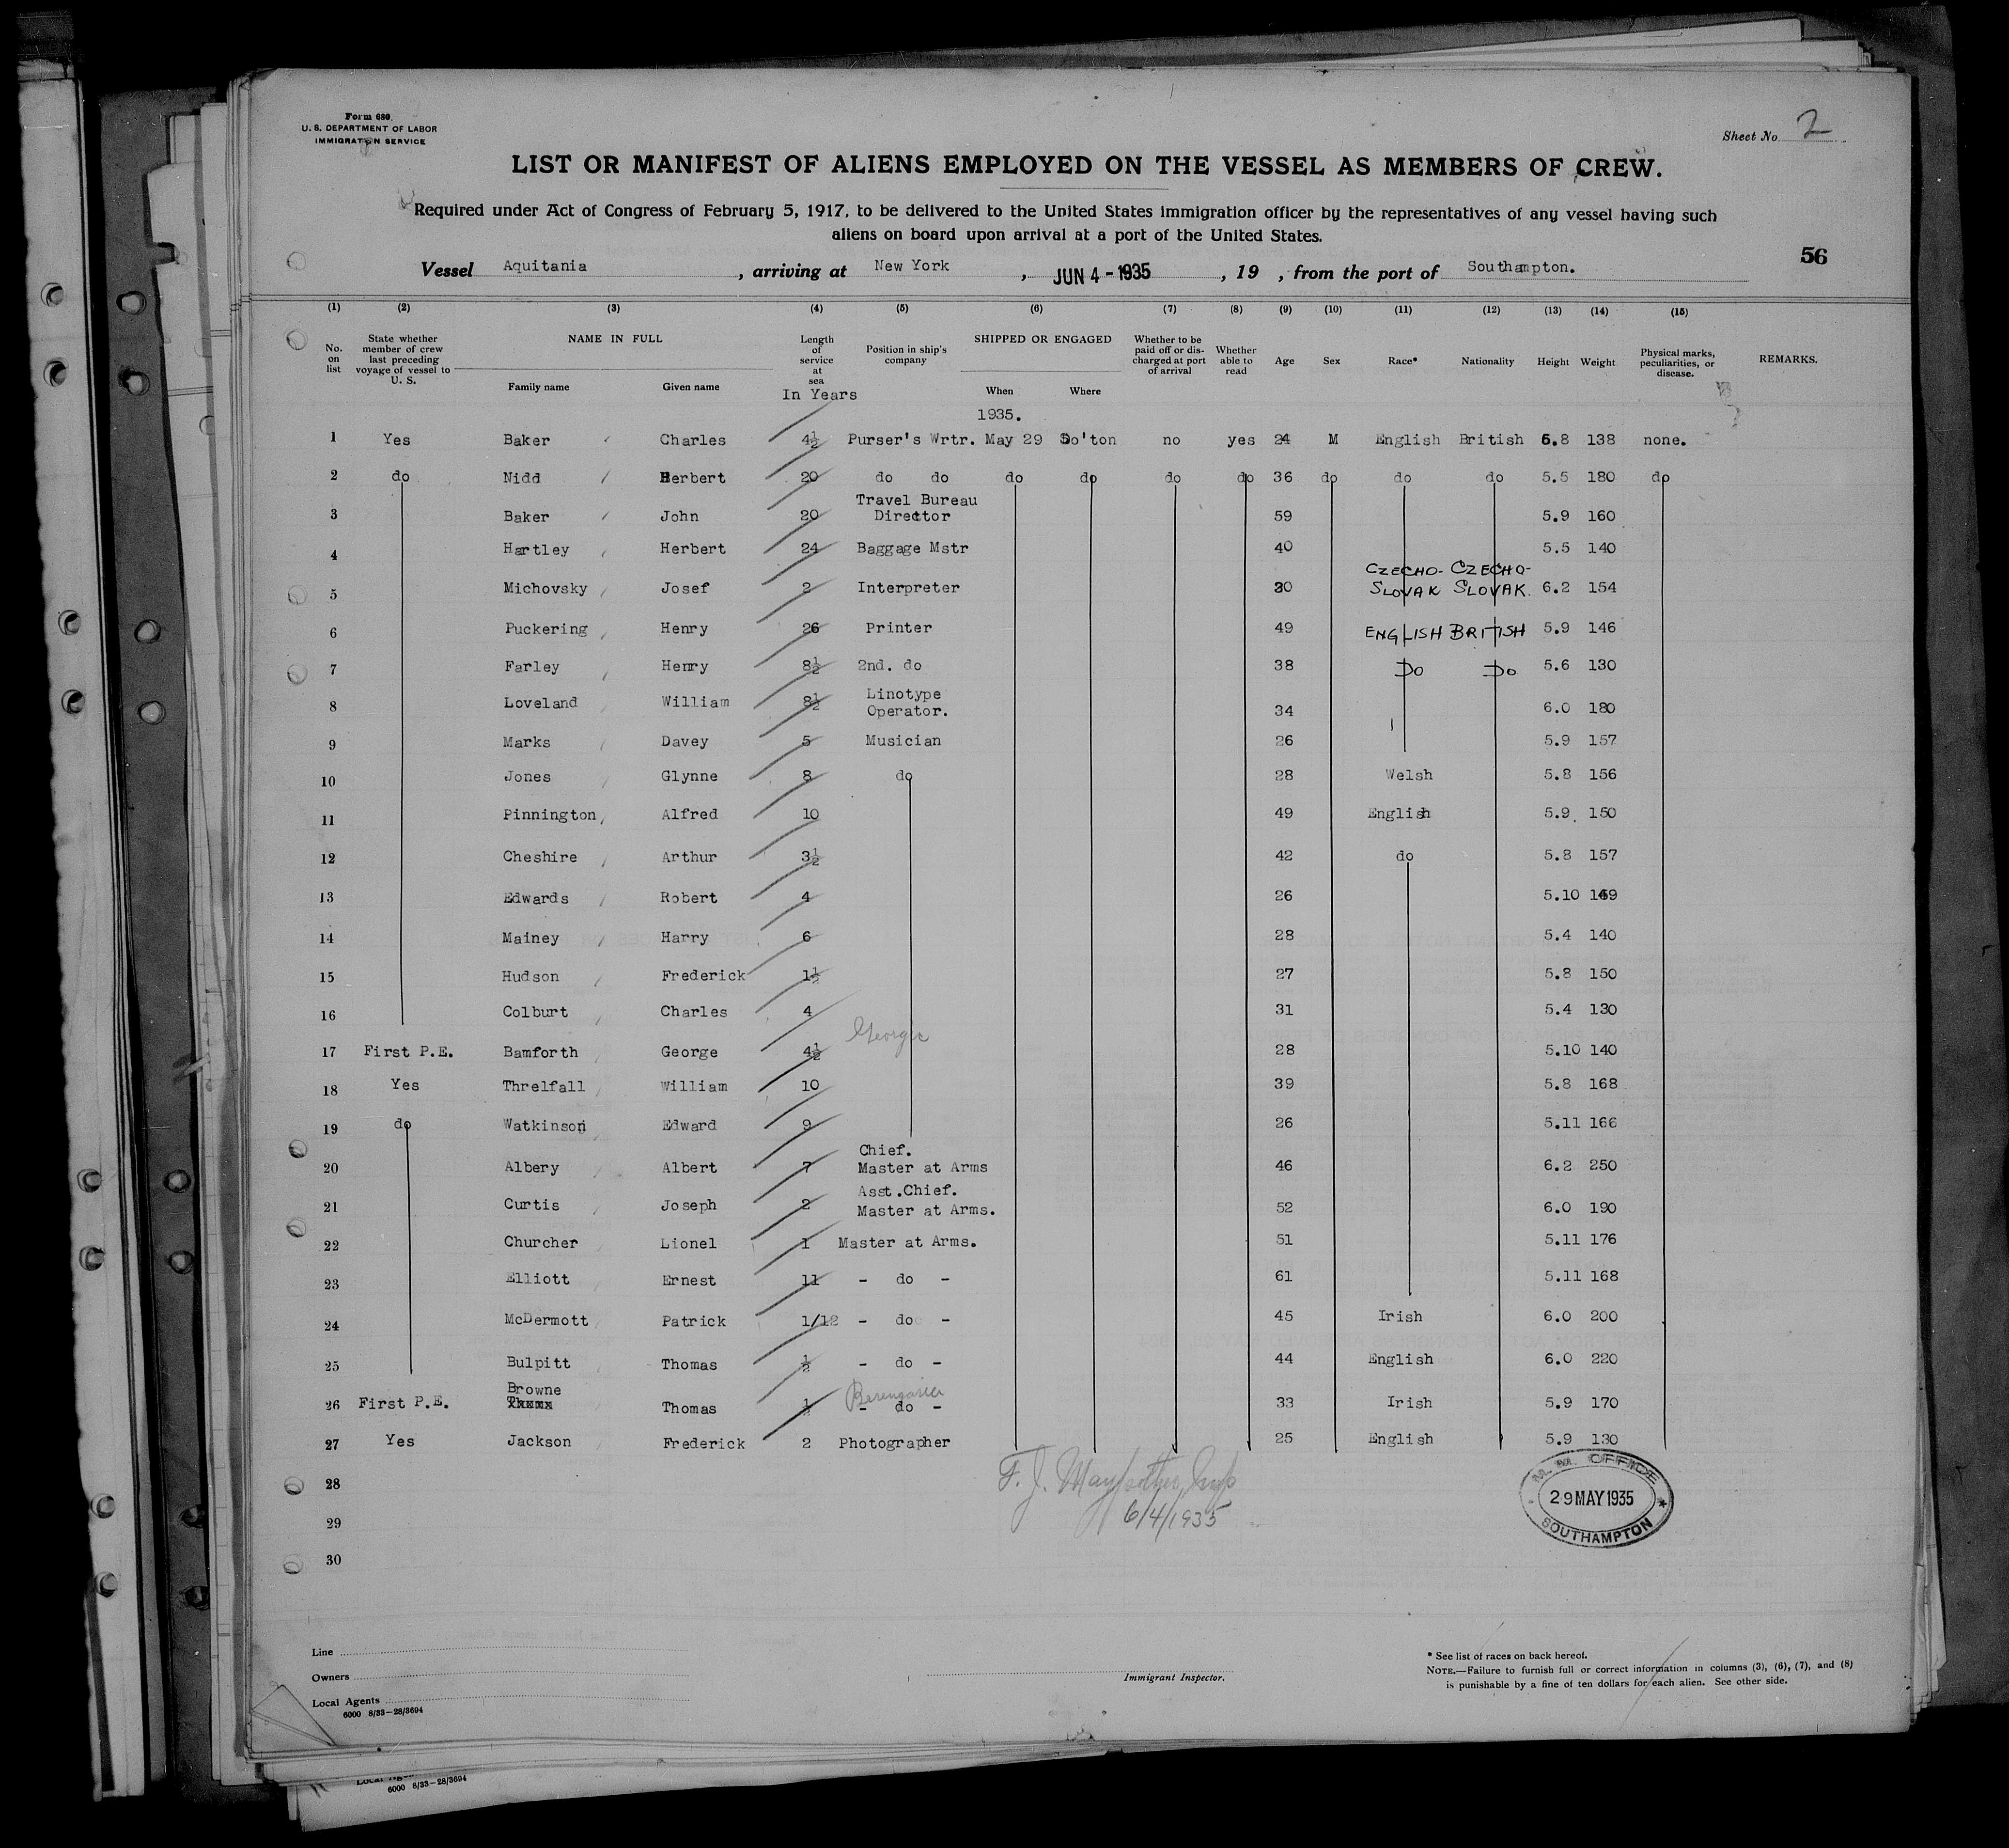 Form 680
U. S. DEPARTMENT OF LABOR
IMMIGRATION SERVICE
Sheet No. 2
LIST OR MANIFEST OF ALIENS EMPLOYED ON THE VESSEL AS MEMBERS OF CREW.
Required under Act of Congress of February 5, 1917, to be delivered to the United States immigration officer by the representatives of any vessel having such
aliens on board upon arrival at a port of the United States.
56
Vessel Aquitania, arriving at New York, JUN 4 - 1935, 19 , from the port of Southampton.
(1) (2) (3) (4) (5) (6) (7) (8) (9) (10) (11) (12) (13) (14) (15)
No. on list State whether member of crew last preceding voyage of vessel to U. S. NAME IN FULL Family name Given name Length of service at sea In Years Position in ship's company SHIPPED OR ENGAGED When Where Whether to be paid off or discharged at port of arrival Whether able to read Age Sex Race* Nationality Height Weight Physical marks, peculiarities, or disease. REMARKS.
1935.
1 Yes Baker Charles 4½ Purser's Wrtr. May 29 So'ton no yes 24 M English British 5.8 138 none.
2 do Nidd Herbert 20 do do do do do do 36 do do do 5.5 180 do
3 Baker John 20 Travel Bureau Director 59 5.9 160
4 Hartley Herbert 24 Baggage Mstr 40 5.5 140
5 Michovsky Josef 2 Interpreter 30 CZECHO-SLOVAK CZECHO-SLOVAK. 6.2 154
6 Puckering Henry 26 Printer 49 ENGLISH BRITISH 5.9 146
7 Farley Henry 8½ 2nd. do 38 Do Do 5.6 130
8 Loveland William 8½ Linotype Operator. 34 6.0 180
9 Marks Davey 5 Musician 26 5.9 157
10 Jones Glynne 8 do 28 Welsh 5.8 156
11 Pinnington Alfred 10 49 English 5.9 150
12 Cheshire Arthur 3½ 42 do 5.8 157
13 Edwards Robert 4 26 5.10 169
14 Mainey Harry 6 28 5.4 140
15 Hudson Frederick 1½ 27 5.8 150
16 Colburt Charles 4 31 5.4 130
Georgic
17 First P.E. Bamforth George 4½ 28 5.10 140
18 Yes Threlfall William 10 39 5.8 168
19 do Watkinson Edward 9 26 5.11 166
20 Albery Albert 7 Chief. Master at Arms 46 6.2 250
21 Curtis Joseph 2 Asst.Chief. Master at Arms. 52 6.0 190
22 Churcher Lionel 1 Master at Arms. 51 5.11 176
23 Elliott Ernest 11 - do - 61 5.11 168
24 McDermott Patrick 1/12 - do - 45 Irish 6.0 200
25 Bulpitt Thomas ½ - do - 44 English 6.0 220
Berengaria
26 First P.E. Browne Thomas ½ - do - 33 Irish 5.9 170
27 Yes Jackson Frederick 2 Photographer 25 English 5.9 130
28
29
30
F. J. Mayfother, Insp
6/4/1935
M. M. OFFICE
29 MAY 1935
SOUTHAMPTON
Line
Owners
Local Agents
6000 8/33-28/3694
Immigrant Inspector.
* See list of races on back hereof.
NOTE.—Failure to furnish full or correct information in columns (3), (6), (7), and (8)
is punishable by a fine of ten dollars for each alien. See other side.
6000 8/33-28/3694